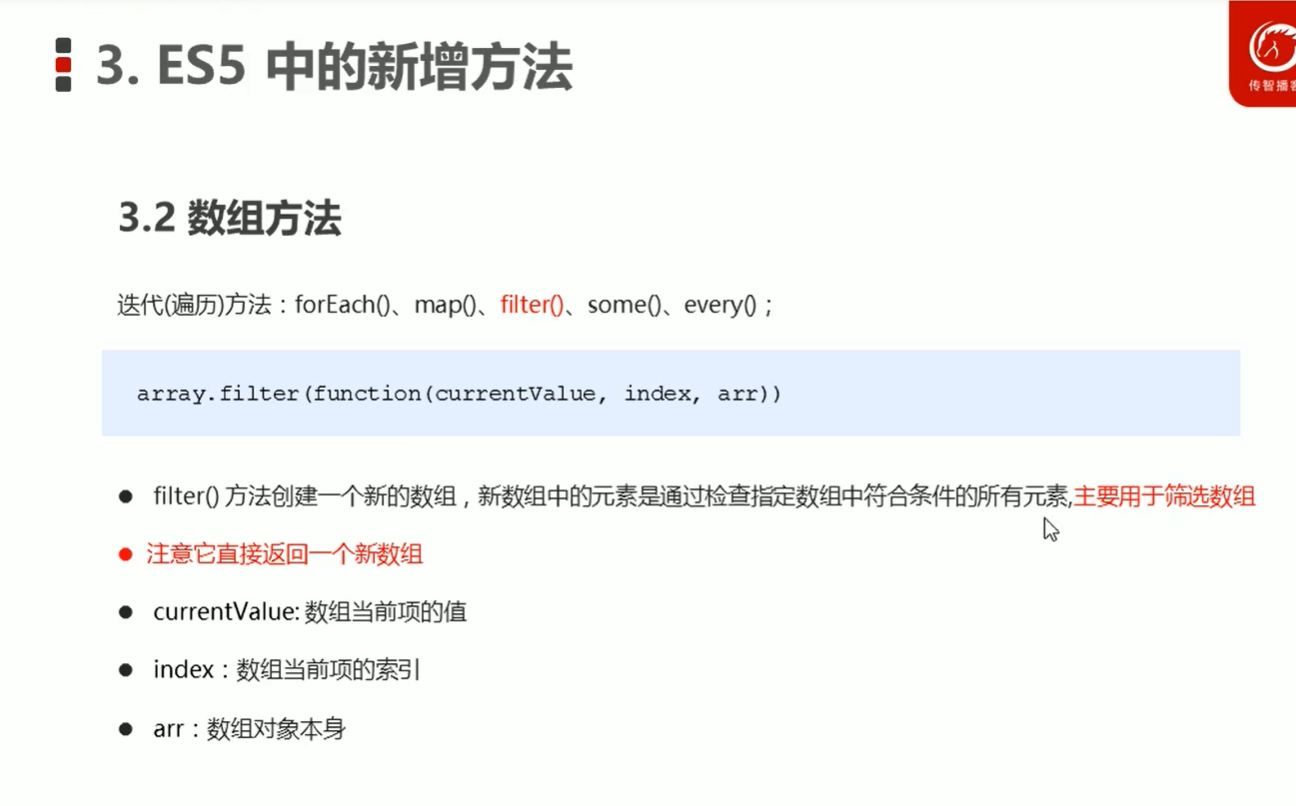 3. ES5 中的新增方法
传智播客
3.2 数组方法
迭代(遍历)方法：forEach()、map()、filter()、some()、every()；
array.filter(function(currentValue, index, arr))
● filter() 方法创建一个新的数组，新数组中的元素是通过检查指定数组中符合条件的所有元素,主要用于筛选数组
● 注意它直接返回一个新数组
● currentValue: 数组当前项的值
● index：数组当前项的索引
● arr：数组对象本身